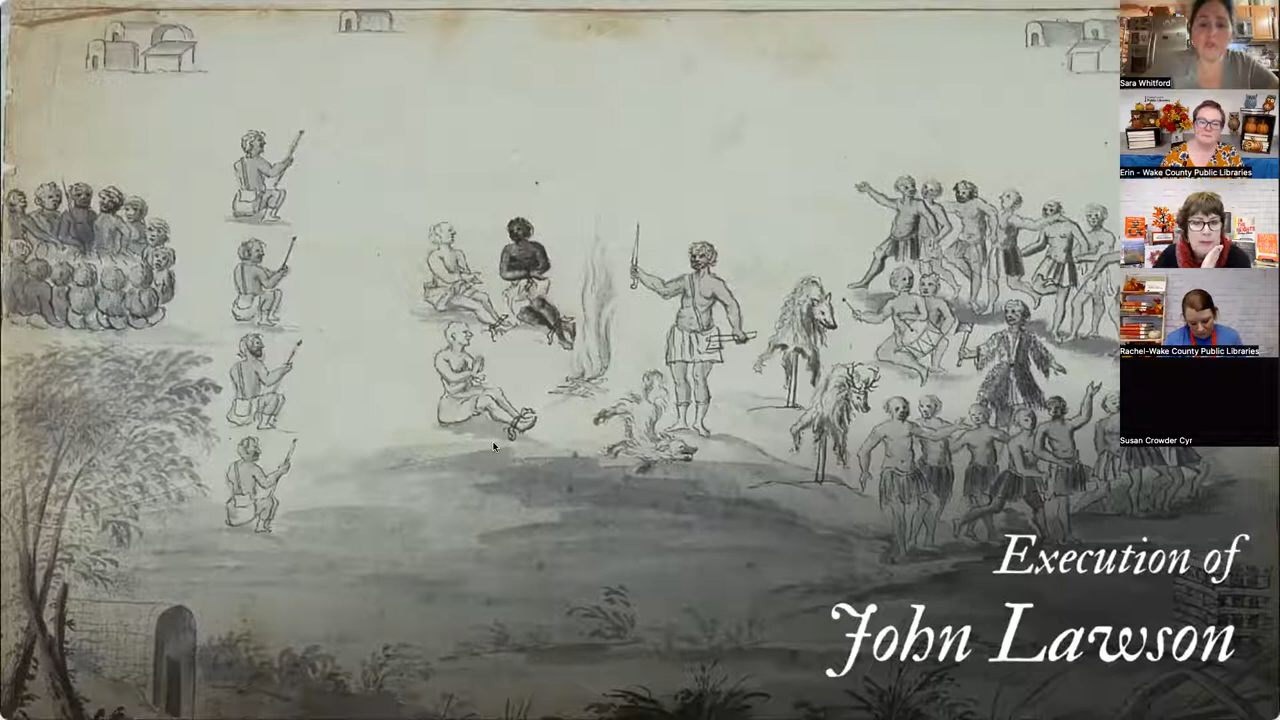 Sara Whitford
Erin - Wake County Public Libraries
Rachel-Wake County Public Libraries
Susan Crowder Cyr
Execution of
John Lawson